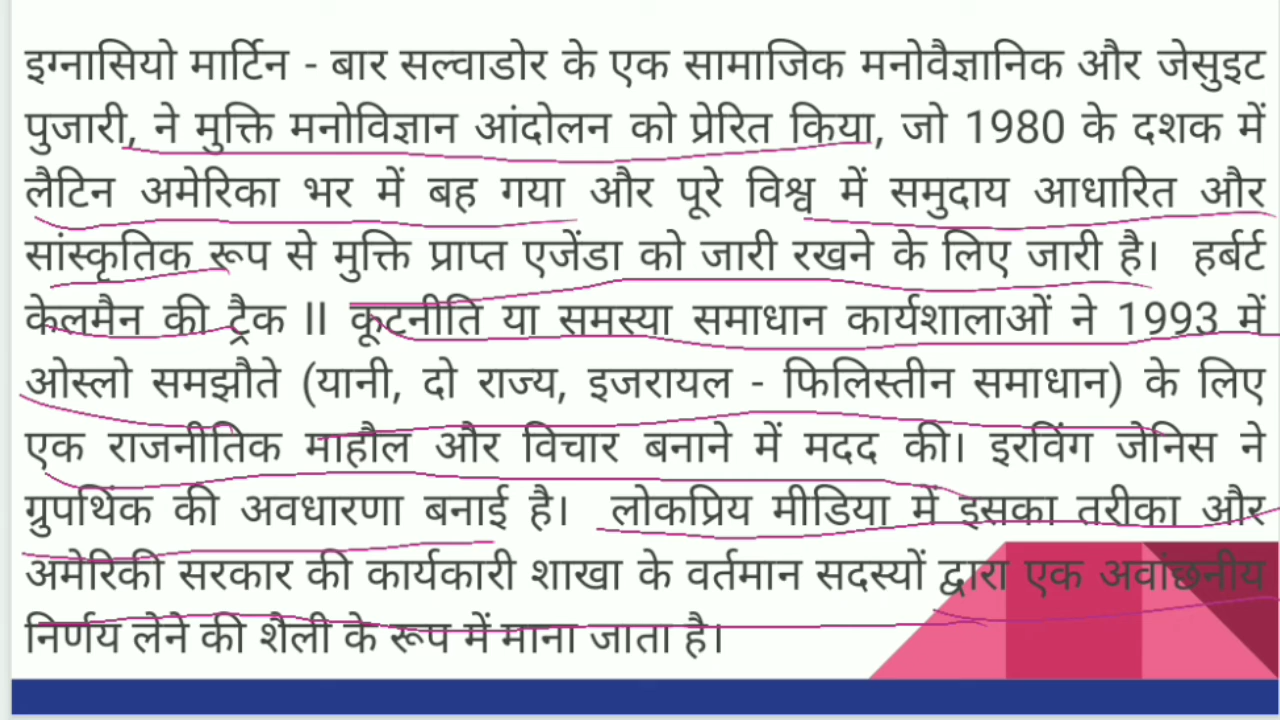 इग्नासियो मार्टिन - बार सल्वाडोर के एक सामाजिक मनोवैज्ञानिक और जेसुइट
पुजारी, ने मुक्ति मनोविज्ञान आंदोलन को प्रेरित किया, जो 1980 के दशक में
लैटिन अमेरिका भर में बह गया और पूरे विश्व में समुदाय आधारित और
सांस्कृतिक रूप से मुक्ति प्राप्त एजेंडा को जारी रखने के लिए जारी है। हर्बर्ट
केलमैन की ट्रैक II कूटनीति या समस्या समाधान कार्यशालाओं ने 1993 में
ओस्लो समझौते (यानी, दो राज्य, इजरायल - फिलिस्तीन समाधान) के लिए
एक राजनीतिक माहौल और विचार बनाने में मदद की। इरविंग जेनिस ने
ग्रुपथिंक की अवधारणा बनाई है। लोकप्रिय मीडिया में इसका तरीका और
अमेरिकी सरकार की कार्यकारी शाखा के वर्तमान सदस्यों द्वारा एक अवांछनीय
निर्णय लेने की शैली के रूप में माना जाता है।